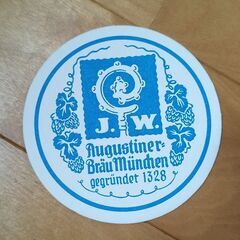 J. W.
Augustiner-
Bräu München
gegründet 1328